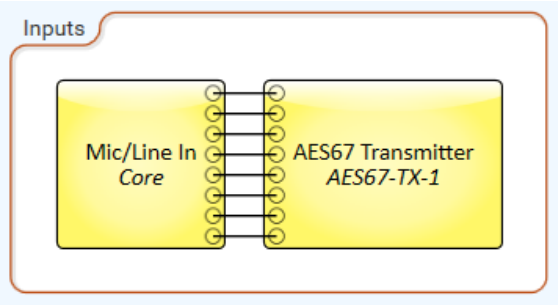 Inputs
Mic/Line In
Core
AES67 Transmitter
AES67-TX-1